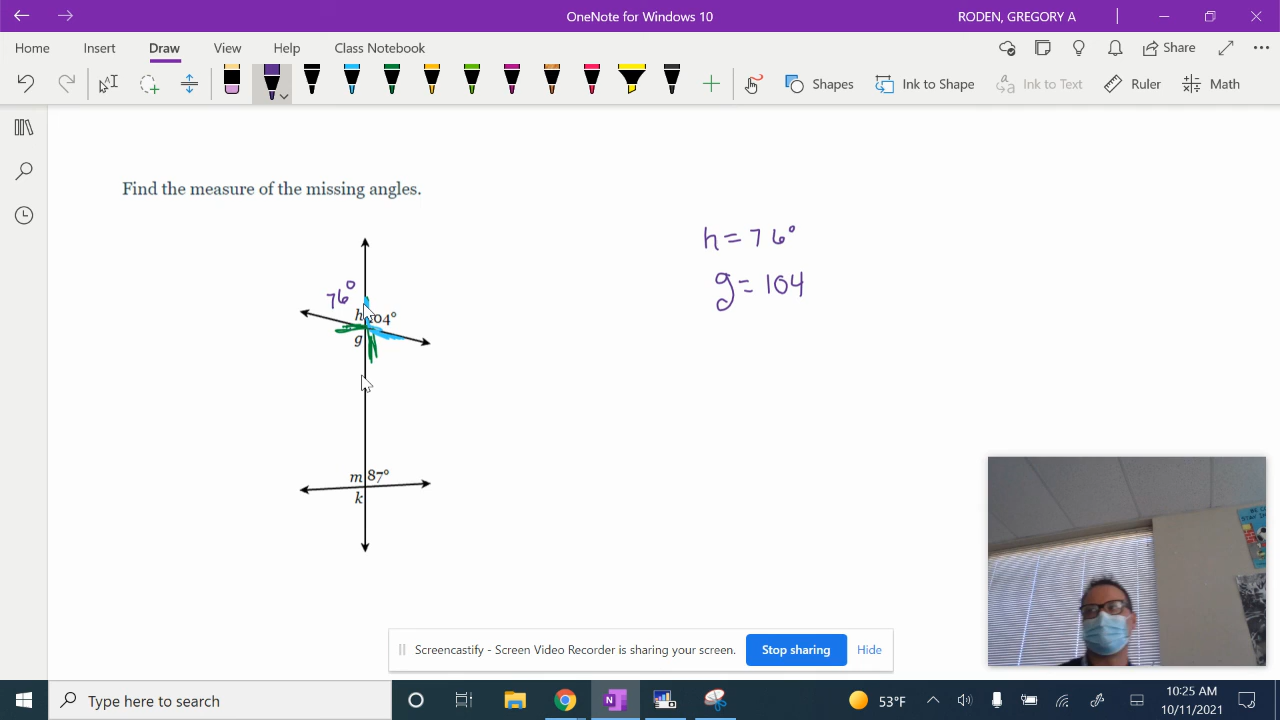 OneNote for Windows 10
RODEN, GREGORY A
Home Insert Draw View Help Class Notebook
Share
Shapes Ink to Shape Ink to Text Ruler Math
Find the measure of the missing angles.
h = 76°
g = 104
76°
h 104°
g
m 87°
k
Screencastify - Screen Video Recorder is sharing your screen. Stop sharing Hide
Type here to search
53°F
10:25 AM
10/11/2021